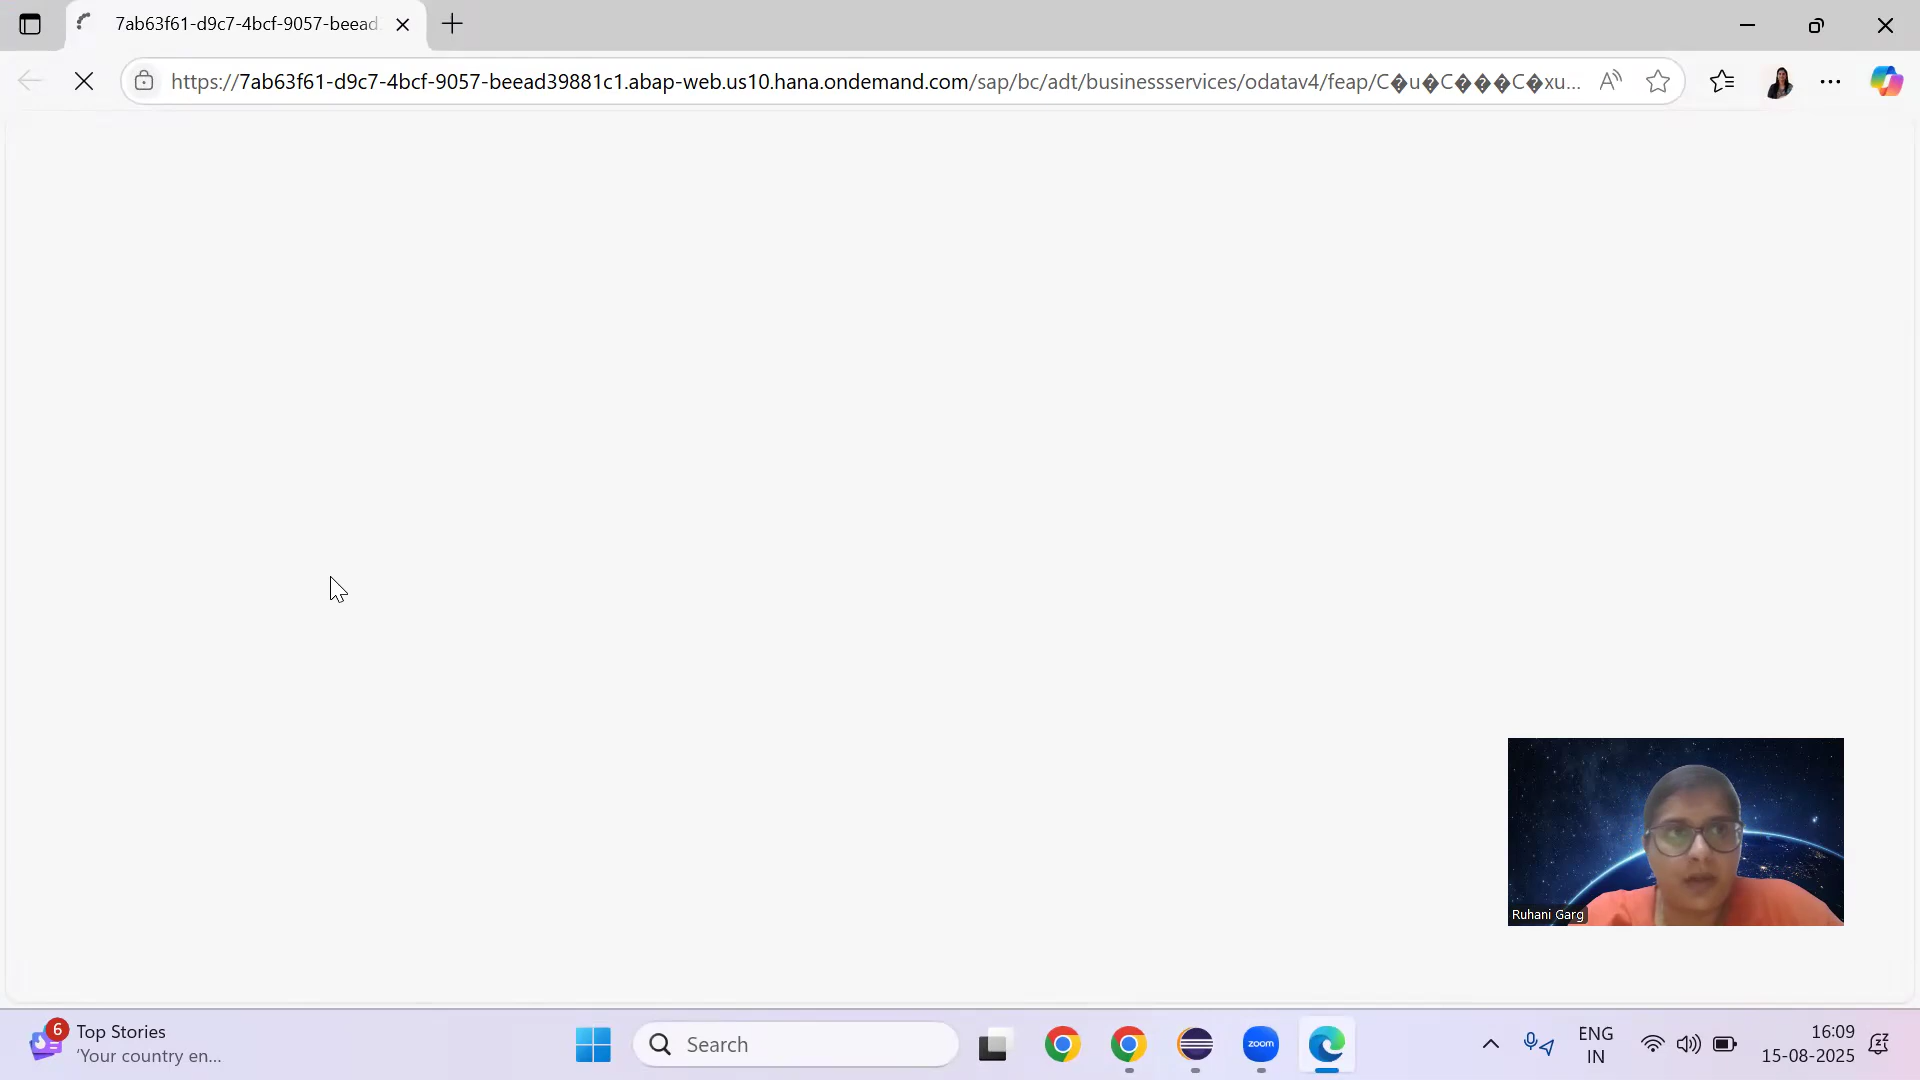 7ab63f61-d9c7-4bcf-9057-beead
https://7ab63f61-d9c7-4bcf-9057-beead39881c1.abap-web.us10.hana.ondemand.com/sap/bc/adt/businessservices/odatav4/feap/C�u�C���C�xu...
Ruhani Garg
6
Top Stories
'Your country en...
Search
zoom
ENG
IN
16:09
15-08-2025